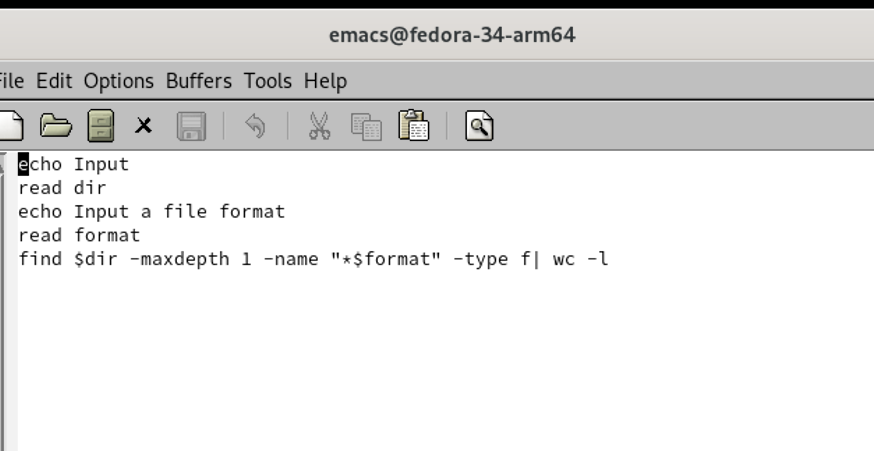 emacs@fedora-34-arm64
File Edit Options Buffers Tools Help
echo Input
read dir
echo Input a file format
read format
find $dir -maxdepth 1 -name "*$format" -type f| wc -l